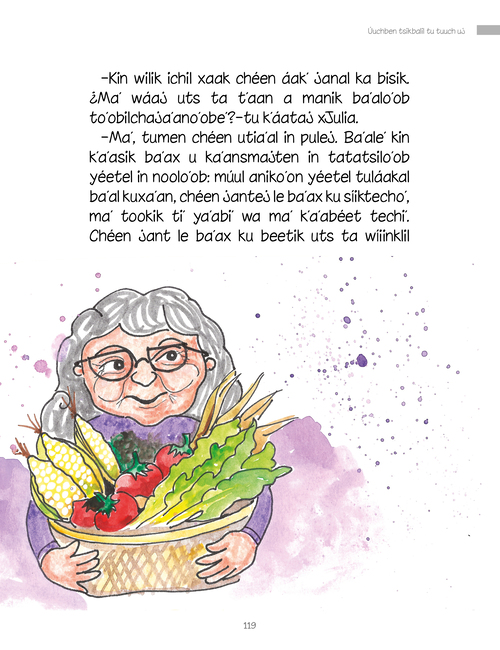 Úuchben tsikbalil tu tuuch uj
–Kin wilik ichil xaak chéen áak´ janal ka bisik.
¿Ma´ wáaj uts ta t´aan a manik ba´alo´ob
to´obilchaja´ano´obe´?–tu k´áataj xJulia.
–Ma´, tumen chéen utia´al in pulej. Ba´ale´ kin
k´a´asik ba´ax u ka´ansmajten in tatatsilo´ob
yéetel in noolo´ob: múul aniko´on yéetel tuláakal
ba´al kuxa´an, chéen jantej le ba´ax ku síiktecho´,
ma´ tookik ti´ ya´abi´ wa ma´ k´a´abéet techi´.
Chéen jant le ba´ax ku beetik uts ta wíiinklil
119